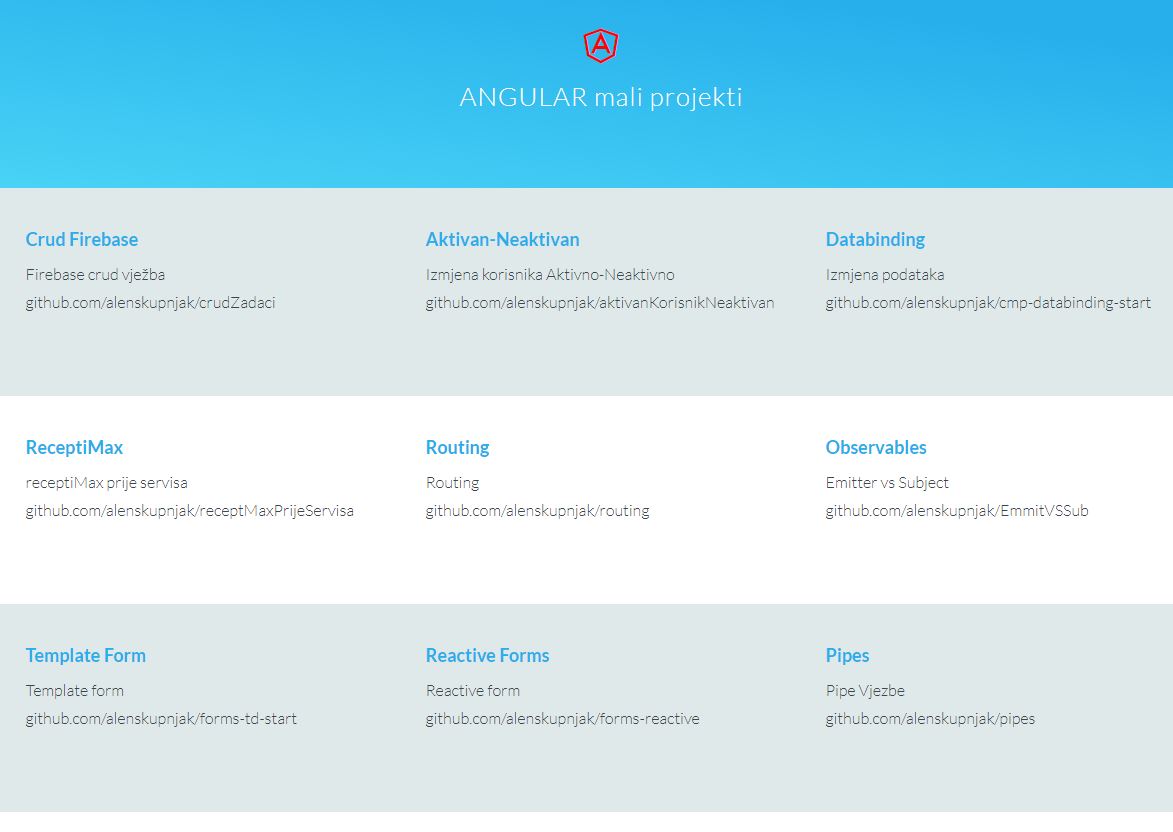 ANGULAR mali projekti
Crud Firebase
Firebase crud vježba
github.com/alenskupnjak/crudZadaci
Aktivan-Neaktivan
Izmjena korisnika Aktivno-Neaktivno
github.com/alenskupnjak/aktivanKorisnikNeaktivan
Databinding
Izmjena podataka
github.com/alenskupnjak/cmp-databinding-start
ReceptiMax
receptiMax prije servisa
github.com/alenskupnjak/receptMaxPrijeServisa
Routing
Routing
github.com/alenskupnjak/routing
Observables
Emitter vs Subject
github.com/alenskupnjak/EmmitVSSub
Template Form
Template form
github.com/alenskupnjak/forms-td-start
Reactive Forms
Reactive form
github.com/alenskupnjak/forms-reactive
Pipes
Pipe Vjezbe
github.com/alenskupnjak/pipes